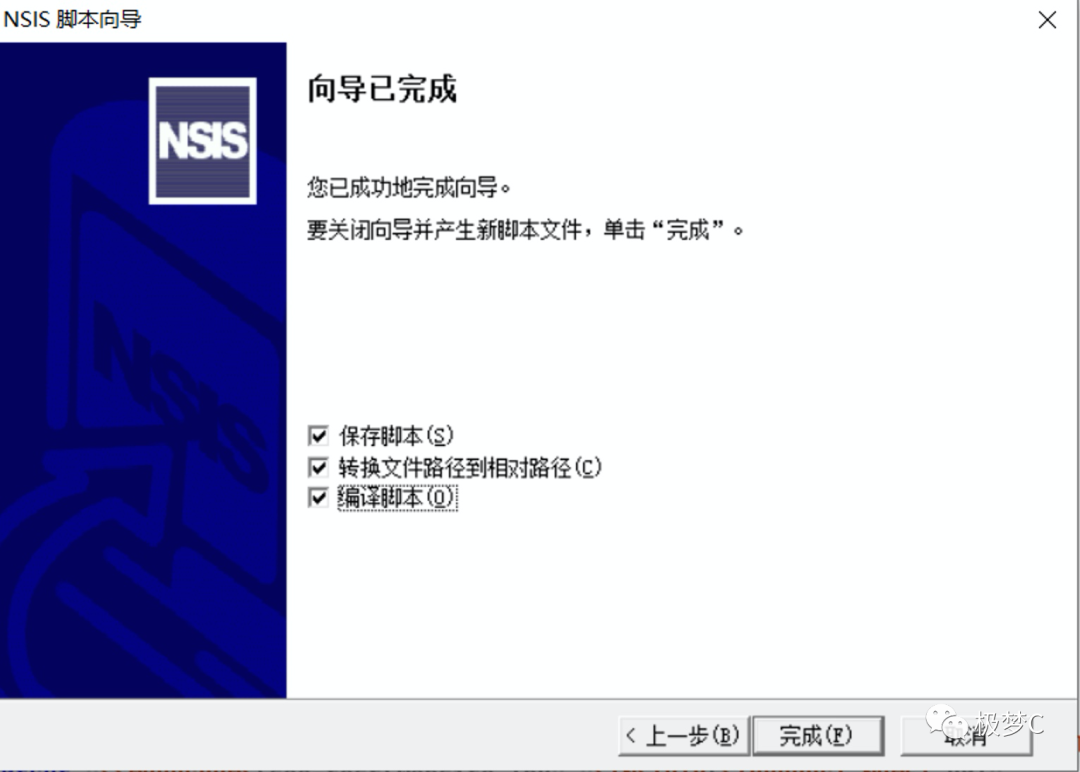 NSIS 脚本向导
NSIS
向导已完成
您已成功地完成向导。
要关闭向导并产生新脚本文件，单击“完成”。
NSIS
保存脚本(S)
转换文件路径到相对路径(C)
编译脚本(O)
< 上一步(B)
完成(F)
取消
极梦C